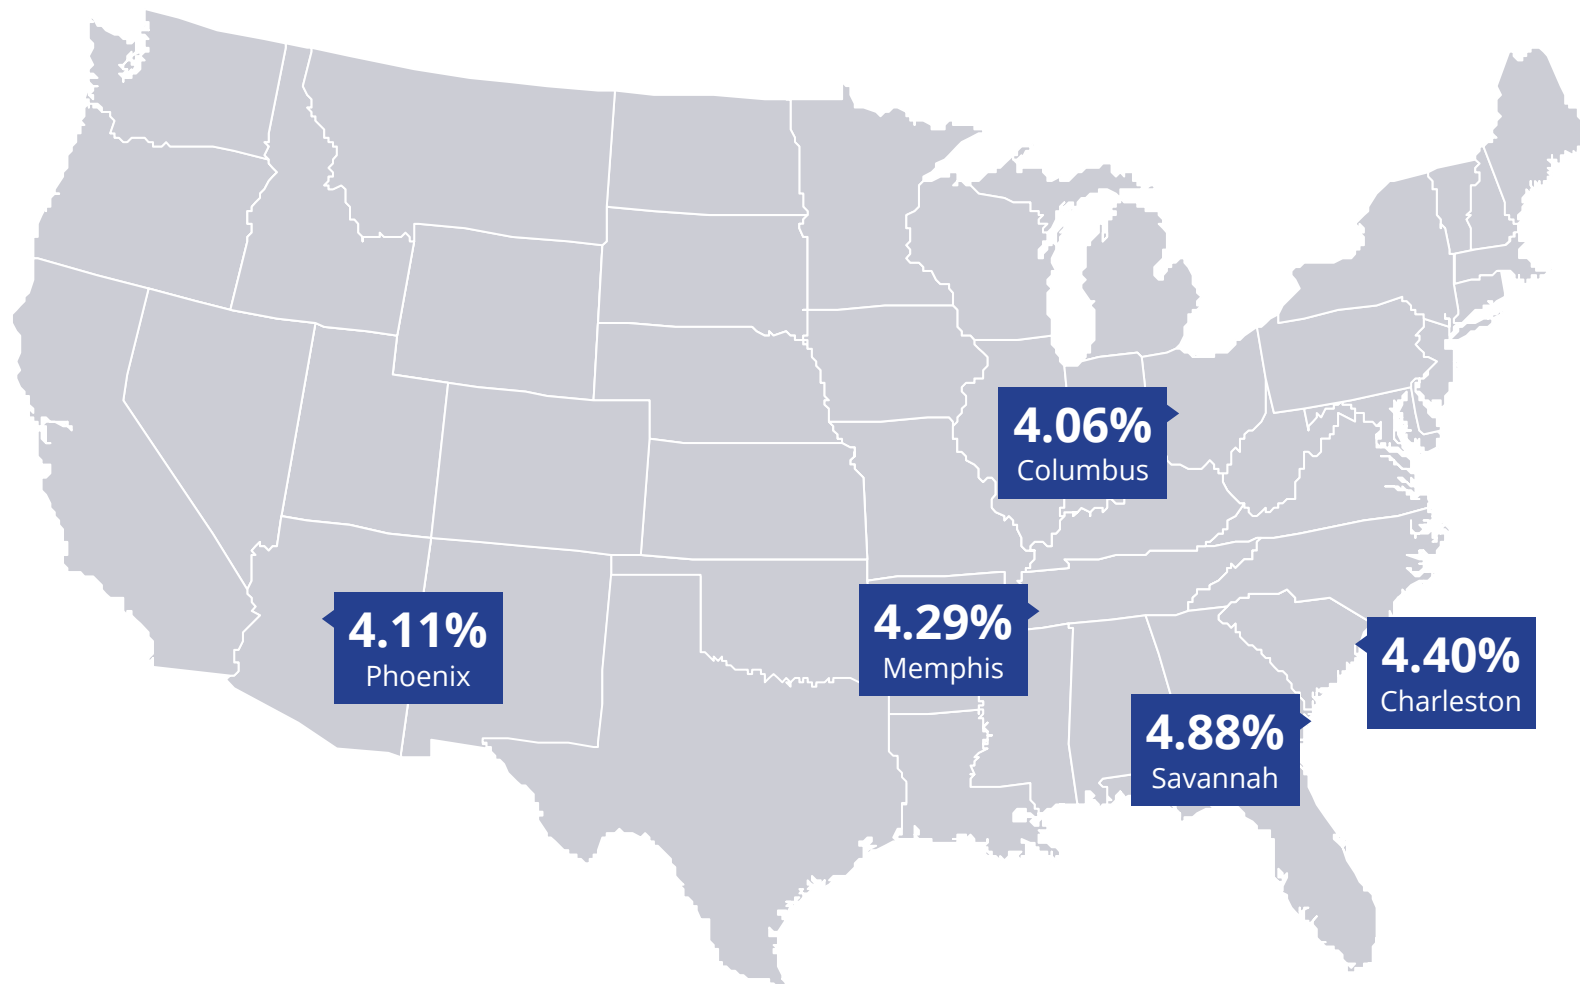 4.06%
Columbus
4.11%
Phoenix
4.29%
Memphis
4.40%
Charleston
4.88%
Savannah